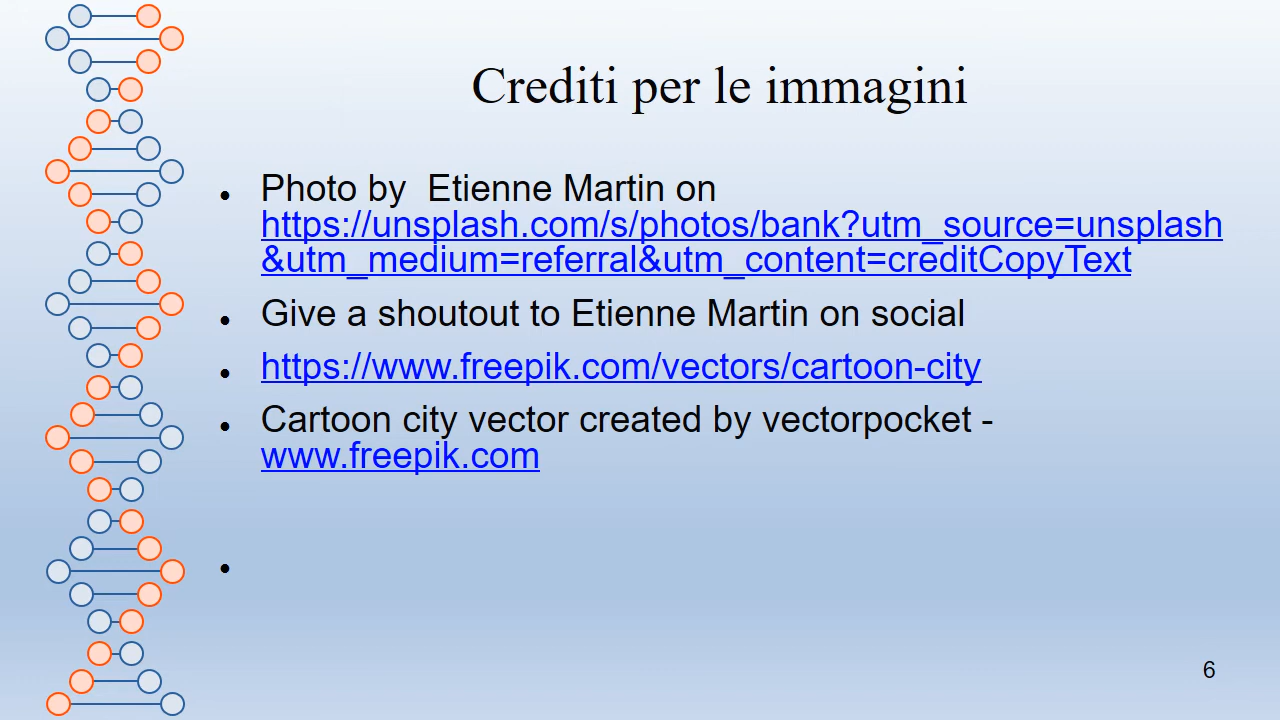 Crediti per le immagini
• Photo by  Etienne Martin on
https://unsplash.com/s/photos/bank?utm_source=unsplash
&utm_medium=referral&utm_content=creditCopyText
• Give a shoutout to Etienne Martin on social
• https://www.freepik.com/vectors/cartoon-city
• Cartoon city vector created by vectorpocket -
www.freepik.com
•
6